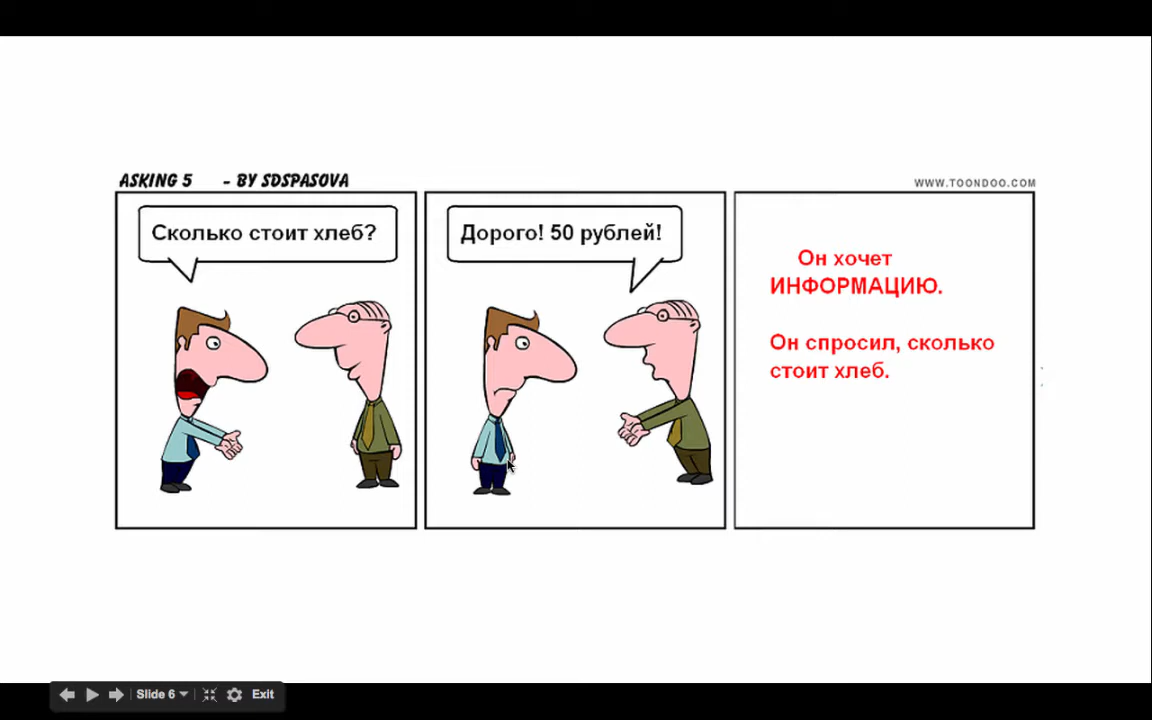 ASKING 5 - BY SDSPASOVA
WWW.TOONDOO.COM
Сколько стоит хлеб?
Дорого! 50 рублей!
Он хочет
ИНФОРМАЦИЮ.
Он спросил, сколько
стоит хлеб.
Slide 6
Exit